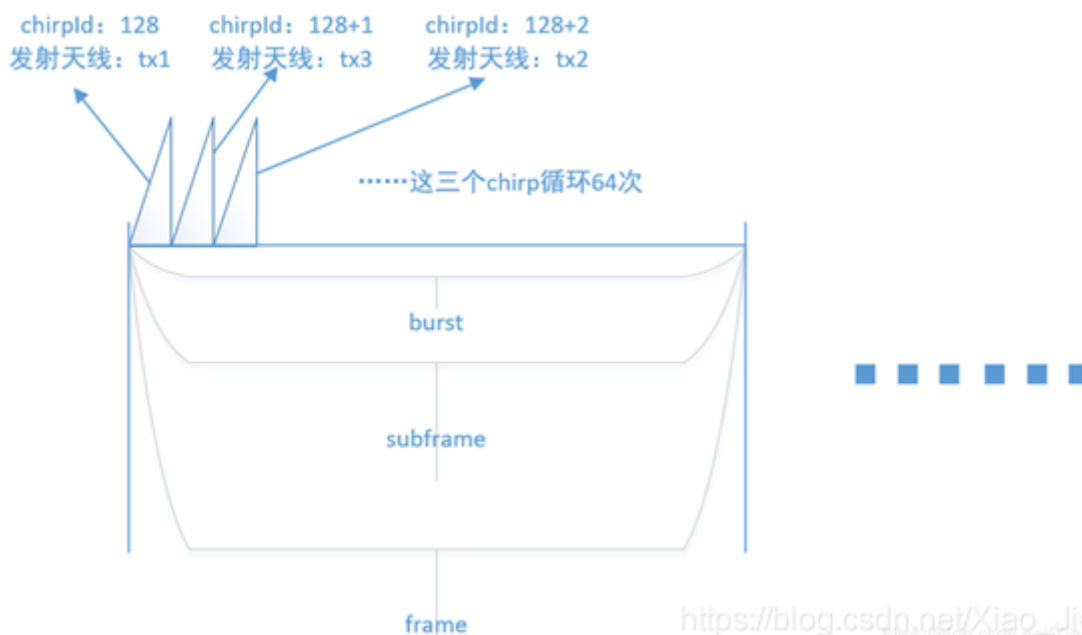 chirpId：128
发射天线：tx1
chirpId：128+1
发射天线：tx3
chirpId：128+2
发射天线：tx2
……这三个chirp循环64次
burst
subframe
frame
https://blog.csdn.net/Xiao_Ji